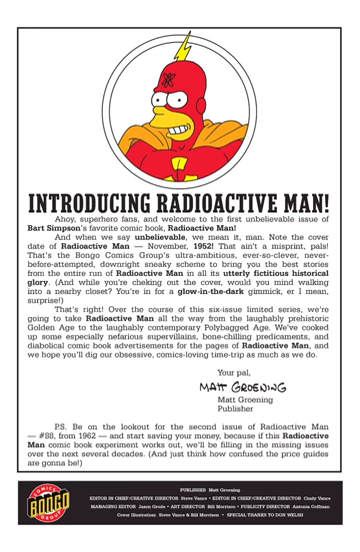 INTRODUCING RADIOACTIVE MAN!
Ahoy, superhero fans, and welcome to the first unbelievable issue of
Bart Simpson's favorite comic book, Radioactive Man!
And when we say unbelievable, we mean it, man. Note the cover
date of Radioactive Man — November, 1952! That ain't a misprint, pals!
That's the Bongo Comics Group's ultra-ambitious, ever-so-clever, never-
before-attempted, downright sneaky scheme to bring you the best stories
from the entire run of Radioactive Man in all its utterly fictitious historical
glory. (And while you're cheking out the cover, would you mind walking
into a nearby closet? You're in for a glow-in-the-dark gimmick, er I mean,
surprise!)
That's right! Over the course of this six-issue limited series, we're
going to take Radioactive Man all the way from the laughably prehistoric
Golden Age to the laughably contemporary Polybagged Age. We've cooked
up some especially nefarious supervillains, bone-chilling predicaments, and
diabolical comic book advertisements for the pages of Radioactive Man, and
we hope you'll dig our obsessive, comics-loving time-trip as much as we do.
Your pal,
MATT GROENING
Matt Groening
Publisher
P.S. Be on the lookout for the second issue of Radioactive Man
— #88, from 1962 — and start saving your money, because if this Radioactive
Man comic book experiment works out, we'll be filling in the missing issues
over the next several decades. (And just think how confused the price guides
are gonna be!)
COMICS
BONGO
GROUP
PUBLISHER Matt Groening
EDITOR IN CHIEF/CREATIVE DIRECTOR Steve Vance • EDITOR IN CHIEF/CREATIVE DIRECTOR Cindy Vance
MANAGING EDITOR Jason Grode • ART DIRECTOR Bill Morrison • PUBLICITY DIRECTOR Antonia Coffman
Cover Illustration: Steve Vance & Bill Morrison • SPECIAL THANKS TO DON WELSH